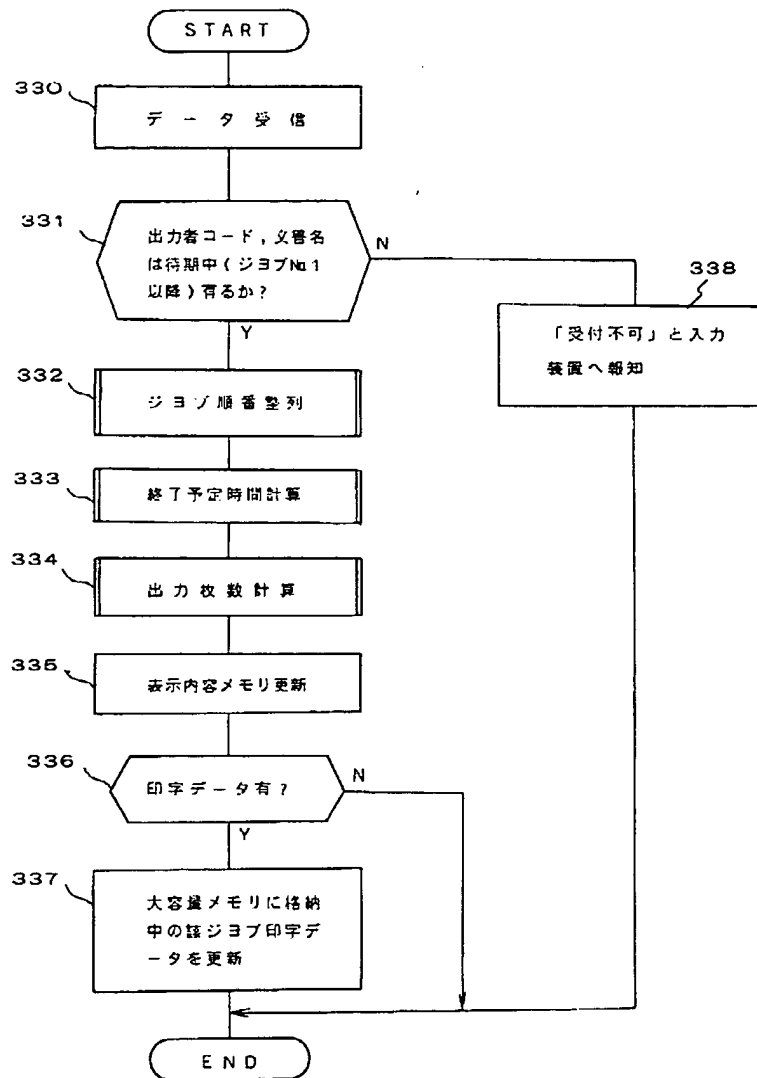 START
330
データ受信
331
出力者コード,文書名
は待期中(ジョブNo.1
以降)有るか?
N
Y
338
「受付不可」と入力
装置へ報知
332
ジョブ順番整列
333
終了予定時間計算
334
出力枚数計算
335
表示内容メモリ更新
336
印字データ有?
N
Y
337
大容量メモリに格納
中の該ジョブ印字デ
ータを更新
END